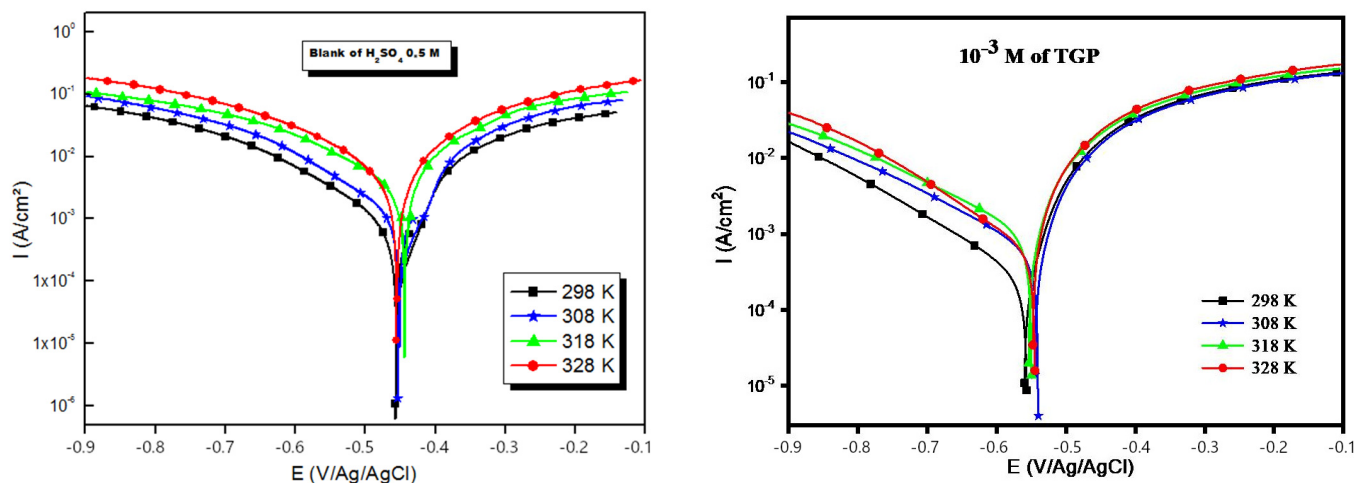 10⁰
10⁻¹
10⁻²
10⁻³
1x10⁻⁴
1x10⁻⁵
10⁻⁶
I (A/cm²)
Blank of H₂SO₄ 0,5 M
298 K
308 K
318 K
328 K
-0.9 -0.8 -0.7 -0.6 -0.5 -0.4 -0.3 -0.2 -0.1
E (V/Ag/AgCl)
10⁻¹
10⁻²
10⁻³
10⁻⁴
10⁻⁵
I (A/cm²)
10⁻³ M of TGP
298 K
308 K
318 K
328 K
-0.9 -0.8 -0.7 -0.6 -0.5 -0.4 -0.3 -0.2 -0.1
E (V/Ag/AgCl)